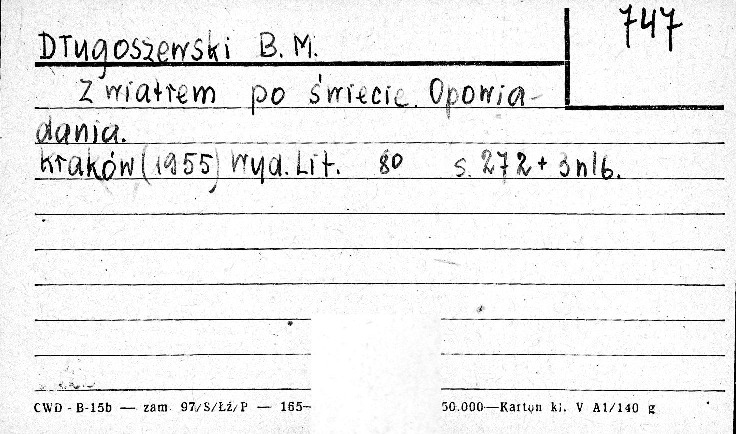 747
Długoszewski B. M.
Z wiatrem po świecie. Opowia-
dania.
Kraków (1955) Wyd. Lit. 80 s. 272 + 3 nlb.
CWD - B-15b — zam. 97/S/Łź/P — 165— 50.000—Karton kl. V A1/140 g